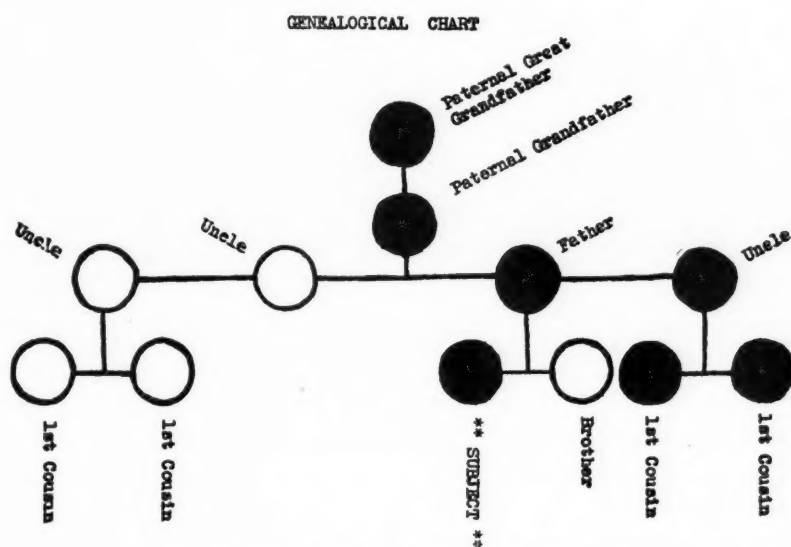 GENEALOGICAL CHART
Paternal Great
Grandfather
Paternal Grandfather
Uncle
Uncle
Father
Uncle
1st Cousin
1st Cousin
** SUBJECT **
Brother
1st Cousin
1st Cousin